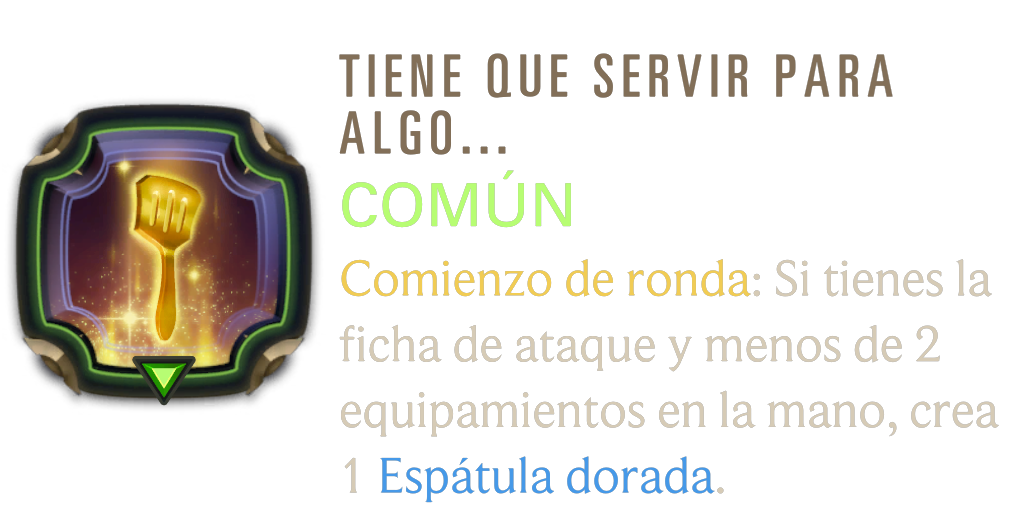 TIENE QUE SERVIR PARA
ALGO...
COMÚN
Comienzo de ronda: Si tienes la
ficha de ataque y menos de 2
equipamientos en la mano, crea
1 Espátula dorada.